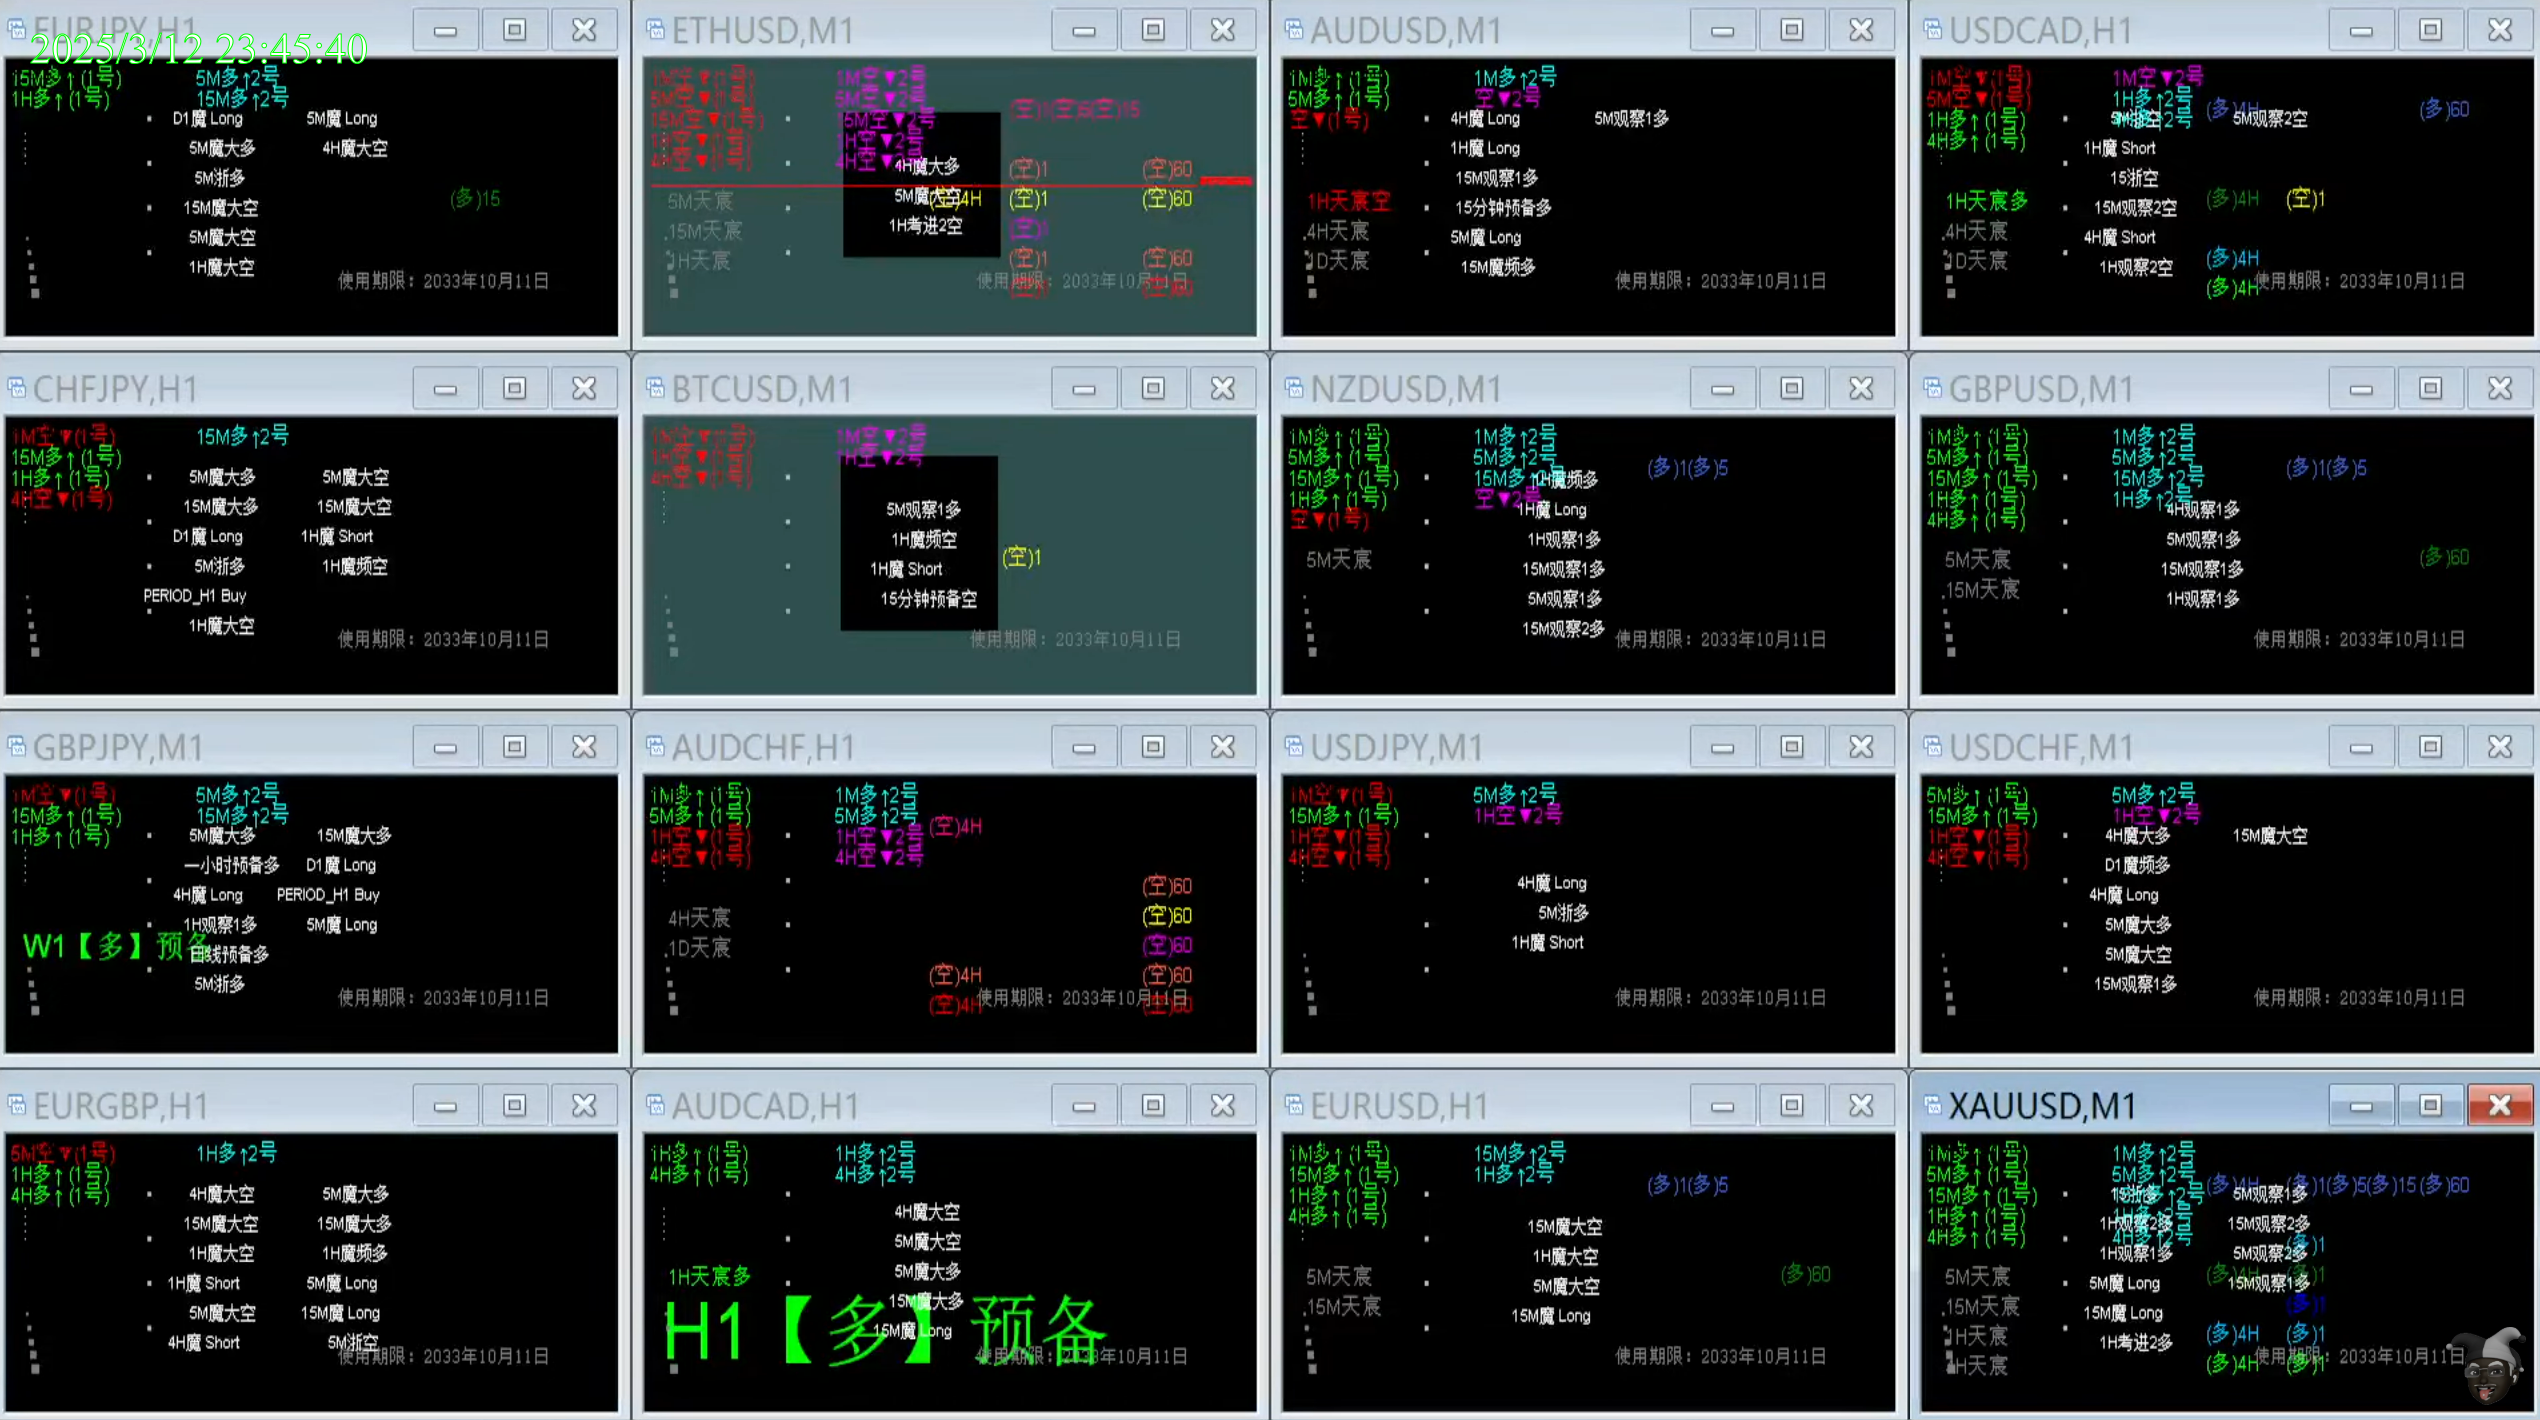 EURJPY,H1
2025/3/12 23:45:40
15M多↑(1号) 5M多↑2号
1H多↑(1号) 15M多↑2号
D1魔 Long 5M魔 Long
5M魔大多 4H魔大空
5M浙多
(多)15
15M魔大空
5M魔大空
1H魔大空
使用期限：2033年10月11日
ETHUSD,M1
1M空▼(1号) 1M空▼2号
5M空▼(1号) 5M空▼2号
15M空▼(1号) 15M空▼2号
1H空▼(1号) 1H空▼2号
4H空▼(1号) 4H空▼2号
(空)1(空)5(空)15
4H魔大多 (空)1 (空)60
5M天宸 5M魔大空 (空)4H (空)1 (空)60
.15M天宸 1H考进2空 (空)1
1H天宸 (空)1 (空)60
使用期限：2033年10月11日
AUDUSD,M1
1M多↑(1号) 1M多↑2号
5M多↑(1号) 空▼2号
空▼(1号) 4H魔 Long 5M观察1多
1H魔 Long
15M观察1多
1H天宸空 15分钟预备多
.4H天宸 5M魔 Long
1D天宸 15M魔频多
使用期限：2033年10月11日
USDCAD,H1
1M空▼(1号) 1M空▼2号
5M空▼(1号) 1H多↑2号 (多)4H (多)60
1H多↑(1号) 5M观察2空
4H多↑(1号) 1H魔 Short
15浙空
1H天宸多 15M观察2空 (多)4H (空)1
.4H天宸 4H魔 Short
1D天宸 1H观察2空 (多)4H
(多)4H 使用期限：2033年10月11日
CHFJPY,H1
1M空▼(1号) 15M多↑2号
15M多↑(1号)
1H多↑(1号) 5M魔大多 5M魔大空
4H空▼(1号) 15M魔大多 15M魔大空
D1魔 Long 1H魔 Short
5M浙多 1H魔频空
PERIOD_H1 Buy
1H魔大空
使用期限：2033年10月11日
BTCUSD,M1
1M空▼(1号) 1M空▼2号
1H空▼(1号) 1H空▼2号
4H空▼(1号)
5M观察1多
1H魔频空
(空)1
1H魔 Short
15分钟预备空
使用期限：2033年10月11日
NZDUSD,M1
1M多↑(1号) 1M多↑2号
5M多↑(1号) 5M多↑2号 (多)1(多)5
15M多↑(1号) 15M多↑2号 1H魔频多
1H多↑(1号) 空▼2号
空▼(1号) 1H魔 Long
1H观察1多
5M天宸 15M观察1多
5M观察1多
15M观察2多
使用期限：2033年10月11日
GBPUSD,M1
1M多↑(1号) 1M多↑2号
5M多↑(1号) 5M多↑2号 (多)1(多)5
15M多↑(1号) 15M多↑2号
1H多↑(1号) 1H多↑2号
4H多↑(1号) 4H观察1多
5M观察1多
5M天宸 (多)60
15M观察1多
.15M天宸 1H观察1多
使用期限：2033年10月11日
GBPJPY,M1
1M空▼(1号) 5M多↑2号
15M多↑(1号) 15M多↑2号
1H多↑(1号) 5M魔大多 15M魔大多
一小时预备多 D1魔 Long
4H魔 Long PERIOD_H1 Buy
1H观察1多 5M魔 Long
W1【多】预备 日线预备多
5M浙多
使用期限：2033年10月11日
AUDCHF,H1
1M多↑(1号) 1M多↑2号
5M多↑(1号) 5M多↑2号
1H空▼(1号) 1H空▼2号 (空)4H
4H空▼(1号) 4H空▼2号
(空)60
4H天宸 (空)60
.1D天宸 (空)60
(空)4H (空)60
(空)4H 使用期限：2033年10月11日 (空)60
USDJPY,M1
1M空▼(1号) 5M多↑2号
15M多↑(1号) 1H空▼2号
1H空▼(1号)
4H空▼(1号)
4H魔 Long
5M浙多
1H魔 Short
使用期限：2033年10月11日
USDCHF,M1
5M多↑(1号) 5M多↑2号
15M多↑(1号) 1H空▼2号
1H空▼(1号) 4H魔大多 15M魔大空
4H空▼(1号) D1魔频多
4H魔 Long
5M魔大多
5M魔大空
15M观察1多
使用期限：2033年10月11日
EURGBP,H1
5M空▼(1号) 1H多↑2号
1H多↑(1号)
4H多↑(1号) 4H魔大空 5M魔大多
15M魔大空 15M魔大多
1H魔大空 1H魔频多
1H魔 Short 5M魔 Long
5M魔大空 15M魔 Long
4H魔 Short 5M浙空
使用期限：2033年10月11日
AUDCAD,H1
1H多↑(1号) 1H多↑2号
4H多↑(1号) 4H多↑2号
4H魔大空
5M魔大空
1H天宸多 5M魔大多
15M魔大多
H1【多】预备
15M魔 Long
使用期限：2033年10月11日
EURUSD,H1
1M多↑(1号) 15M多↑2号
15M多↑(1号) 1H多↑2号 (多)1(多)5
1H多↑(1号)
4H多↑(1号) 15M魔大空
1H魔大空
5M天宸 5M魔大空 (多)60
.15M天宸 15M魔 Long
使用期限：2033年10月11日
XAUUSD,M1
1M多↑(1号) 1M多↑2号
5M多↑(1号) 5M多↑2号 (多)4H (多)1(多)5(多)15(多)60
15M多↑(1号) 5M观察1多
1H多↑(1号) 1H观察2多 15M观察2多
4H多↑(1号) 4H多↑2号 (多)1
1H观察1多 5M观察2多
5M天宸 5M魔 Long (多)4H 15M观察1多
.15M天宸 15M魔 Long (多)1
1H天宸 1H考进2多 (多)4H (多)1
4H天宸 (多)4H (多)1 使用期限：2033年10月11日